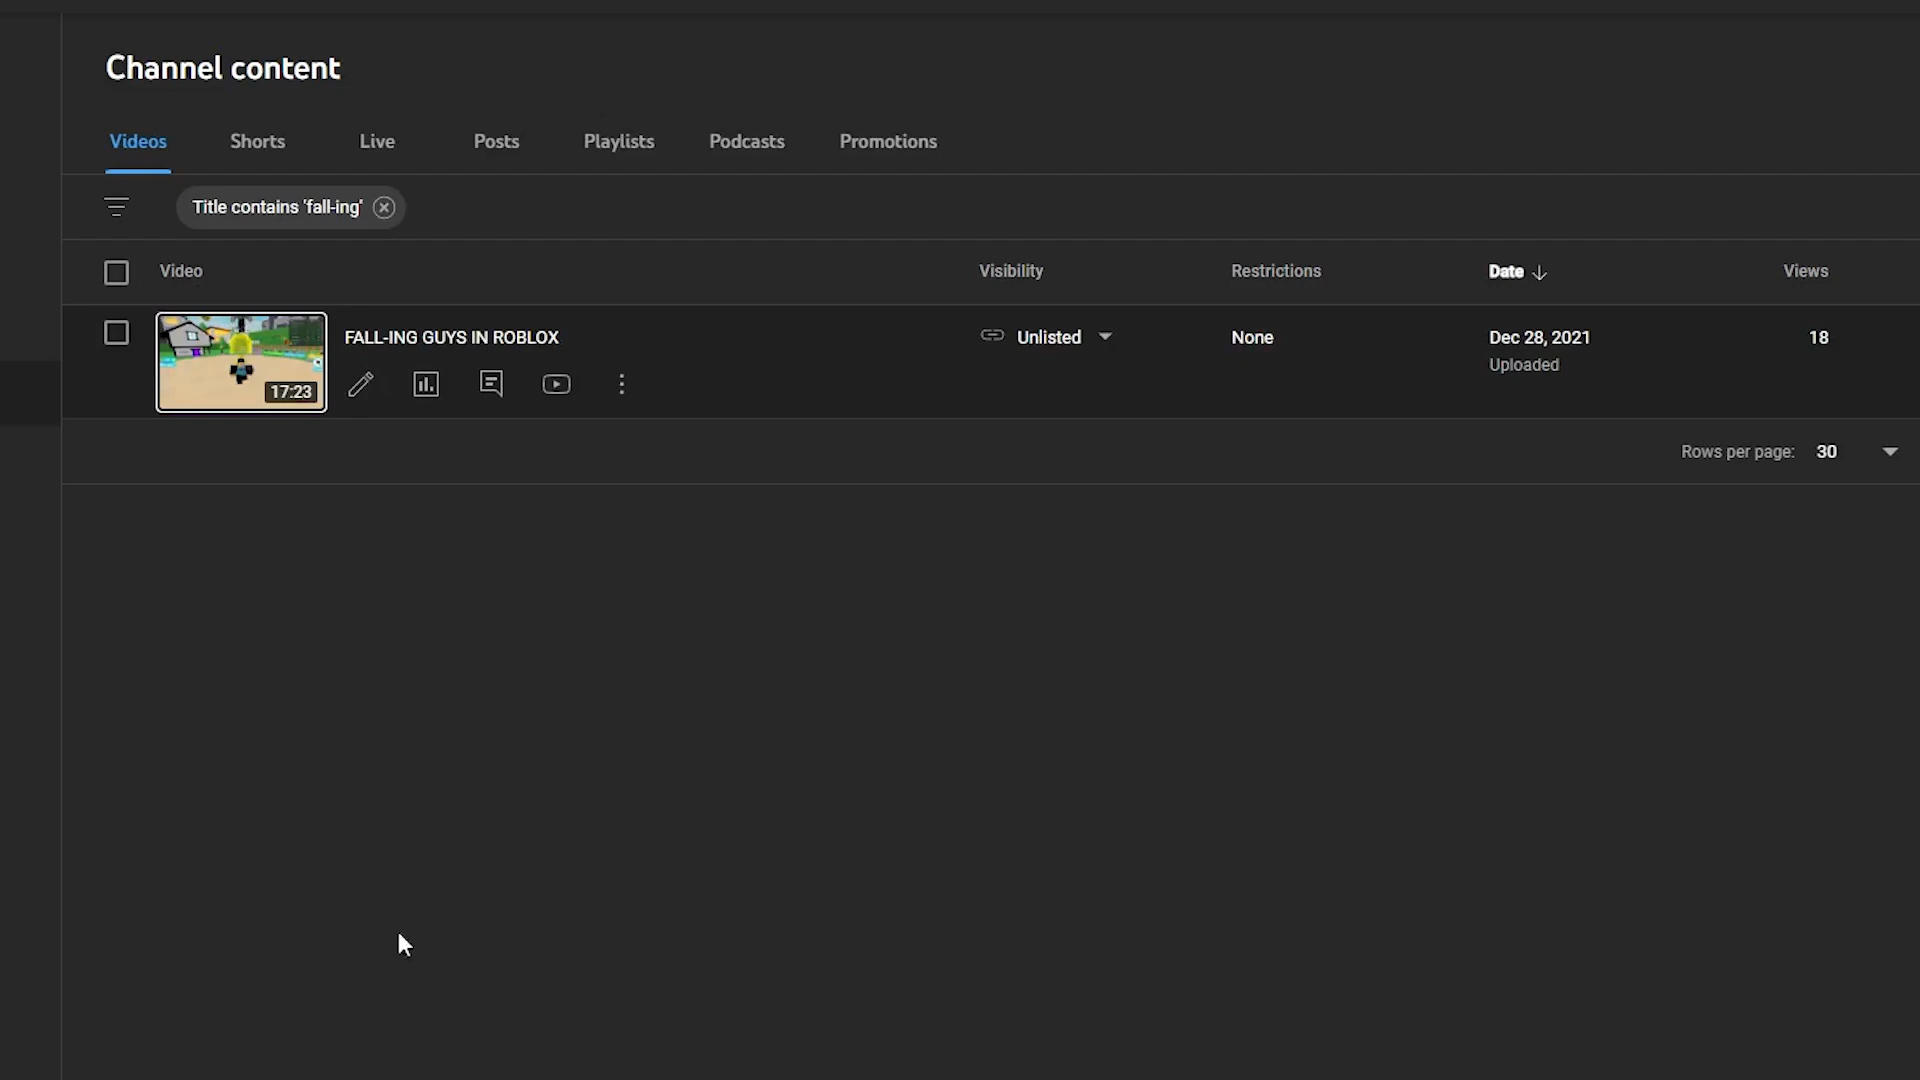 Channel content
Videos Shorts Live Posts Playlists Podcasts Promotions
Title contains 'fall-ing'
Video Visibility Restrictions Date Views
FALL-ING GUYS IN ROBLOX Unlisted None Dec 28, 2021 18
Uploaded
17:23
Rows per page: 30